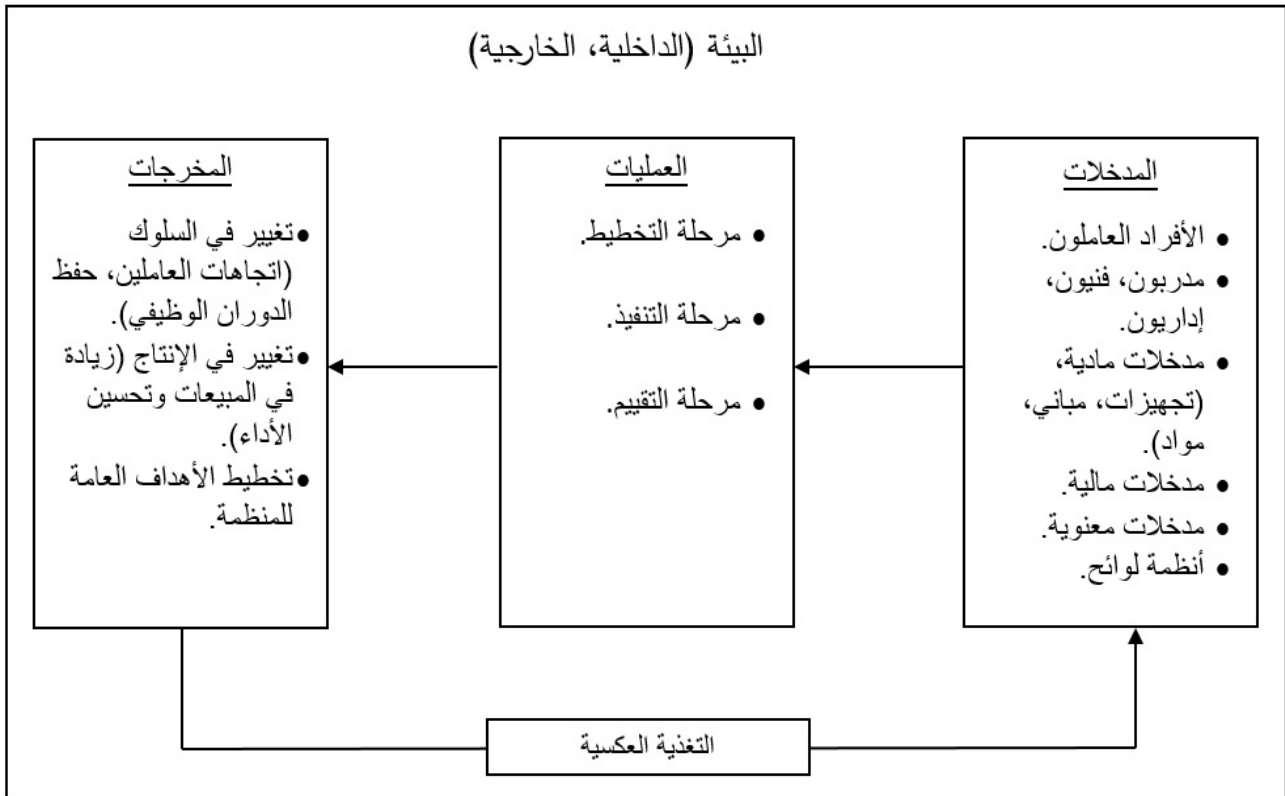 البيئة (الداخلية، الخارجية)
المدخلات
• الأفراد العاملون.
• مدربون، فنيون،
إداريون.
• مدخلات مادية،
(تجهيزات، مباني،
مواد).
• مدخلات مالية.
• مدخلات معنوية.
• أنظمة لوائح.
العمليات
• مرحلة التخطيط.
• مرحلة التنفيذ.
• مرحلة التقييم.
المخرجات
• تغيير في السلوك
(اتجاهات العاملين، حفظ
الدوران الوظيفي).
• تغيير في الإنتاج (زيادة
في المبيعات وتحسين
الأداء).
• تخطيط الأهداف العامة
للمنظمة.
التغذية العكسية